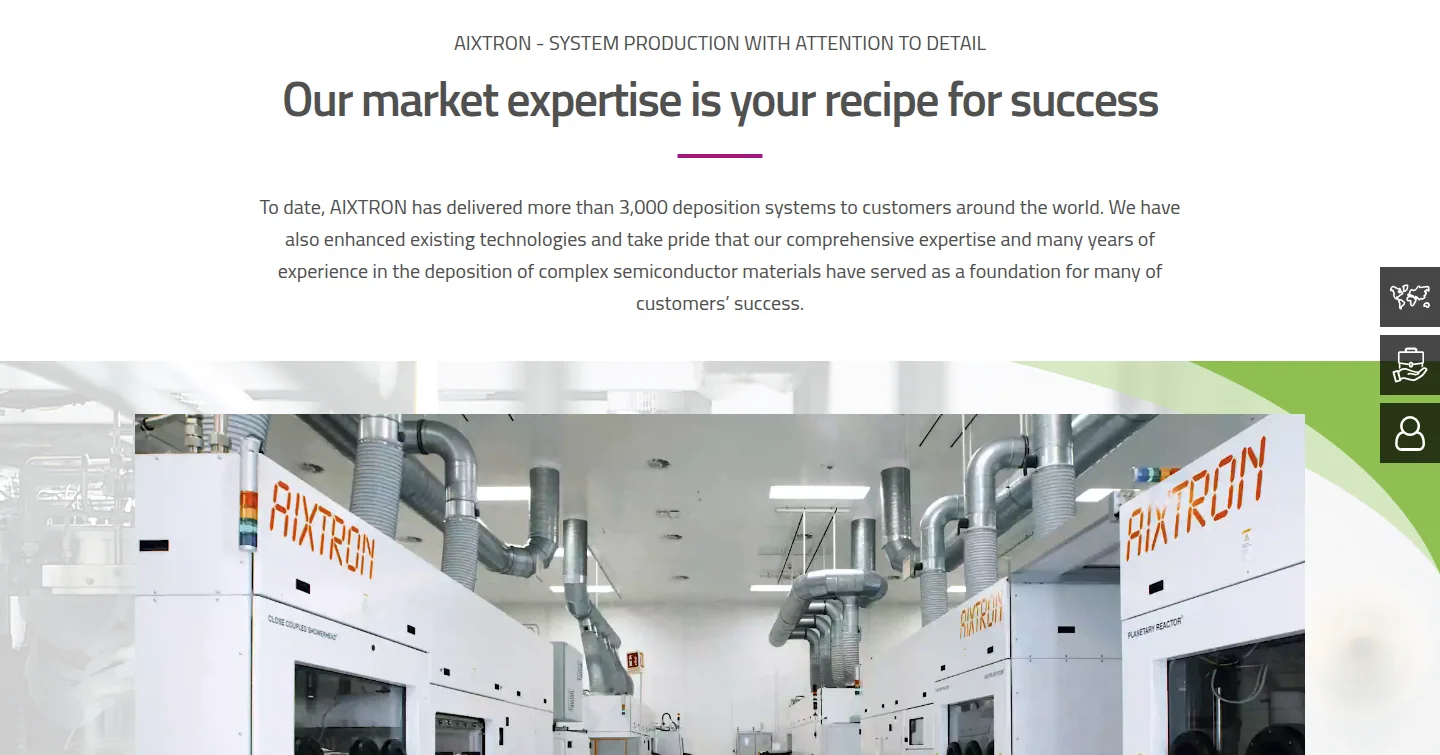 AIXTRON - SYSTEM PRODUCTION WITH ATTENTION TO DETAIL
Our market expertise is your recipe for success
To date, AIXTRON has delivered more than 3,000 deposition systems to customers around the world. We have
also enhanced existing technologies and take pride that our comprehensive expertise and many years of
experience in the deposition of complex semiconductor materials have served as a foundation for many of
customers’ success.
AIXTRON
AIXTRON
AIXTRON
CLOSE COUPLED SHOWERHEAD®
PLANETARY REACTOR®